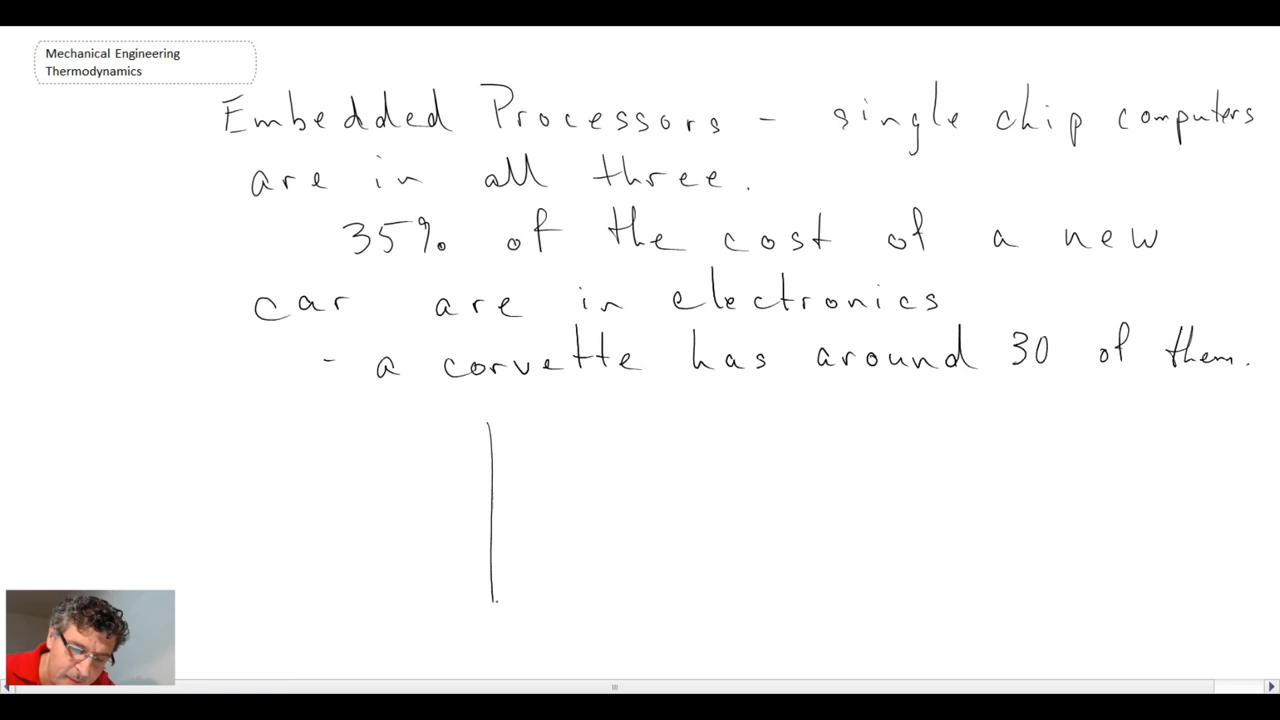 Mechanical Engineering
Thermodynamics
Embedded Processors - single chip computers
are in all three.
35% of the cost of a new
car are in electronics
- a corvette has around 30 of them.